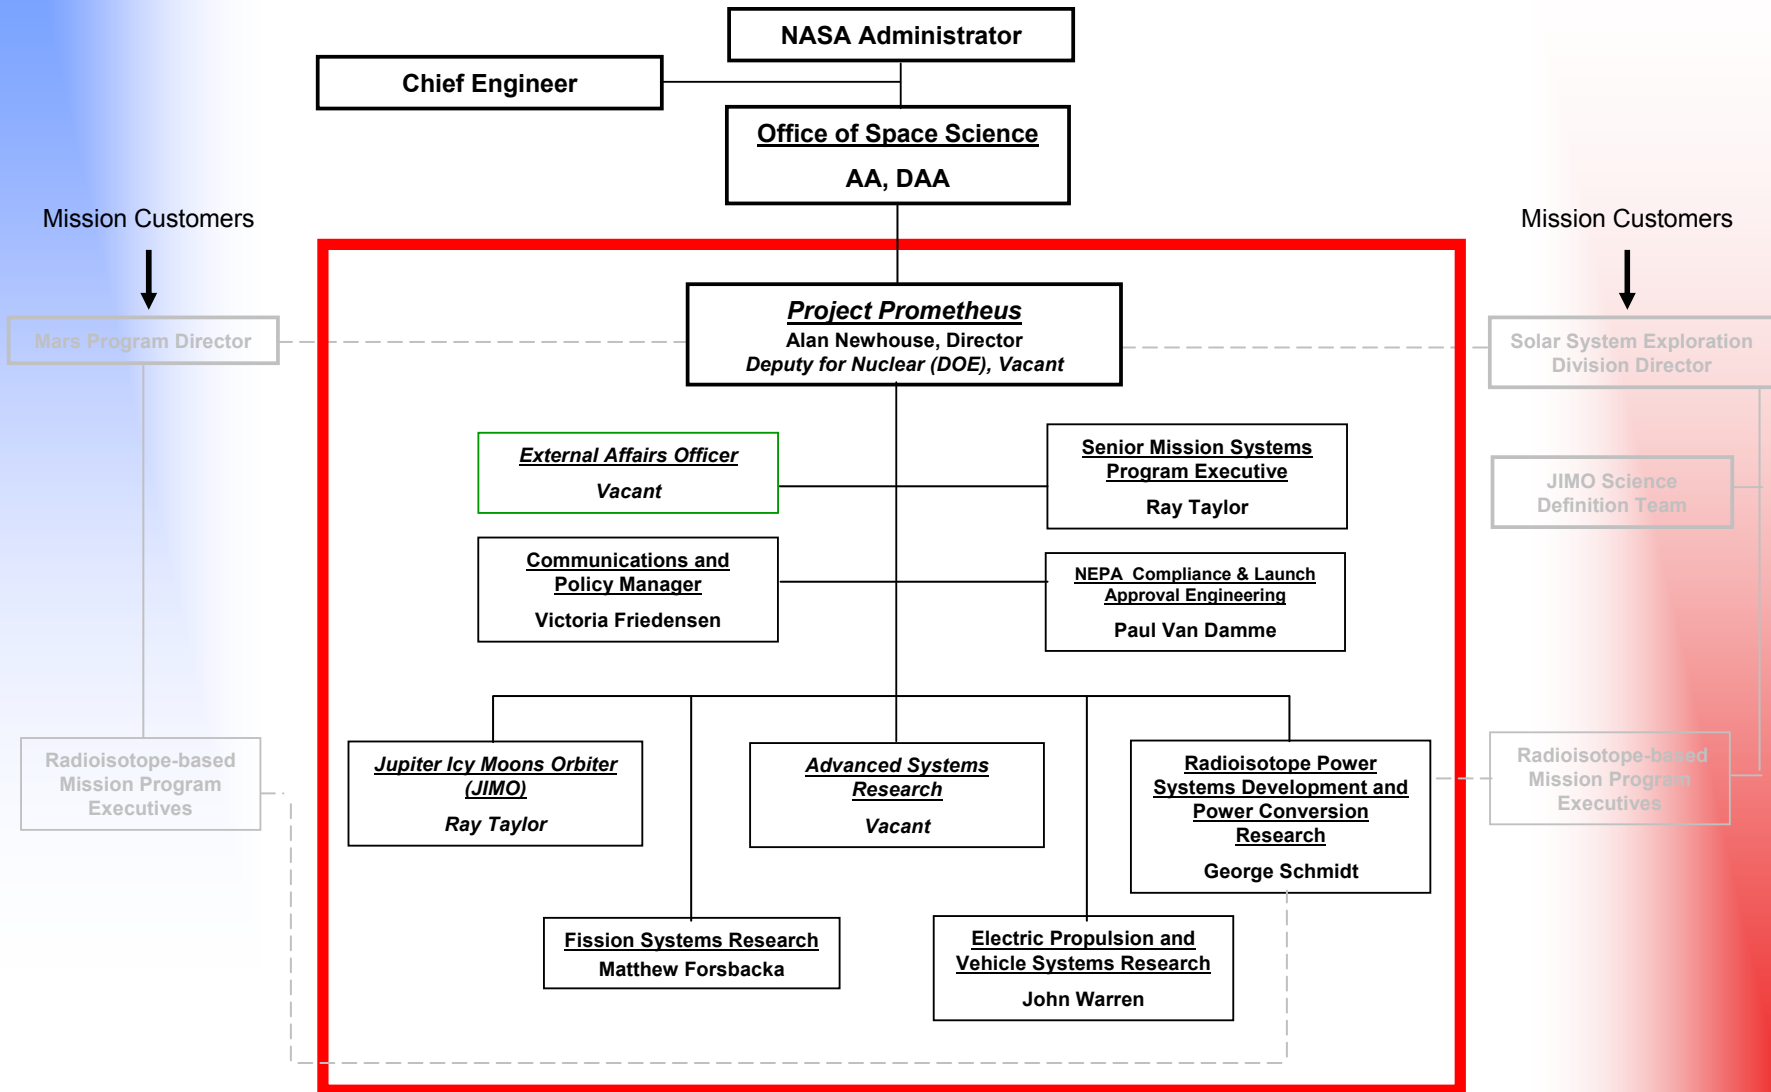 NASA Administrator
Chief Engineer
Office of Space Science
AA, DAA
Mission Customers
Mission Customers
Project Prometheus
Alan Newhouse, Director
Deputy for Nuclear (DOE), Vacant
Mars Program Director
Solar System Exploration
Division Director
External Affairs Officer
Vacant
Senior Mission Systems
Program Executive
Ray Taylor
JIMO Science
Definition Team
Communications and
Policy Manager
Victoria Friedensen
NEPA Compliance & Launch
Approval Engineering
Paul Van Damme
Radioisotope-based
Mission Program
Executives
Jupiter Icy Moons Orbiter
(JIMO)
Ray Taylor
Advanced Systems
Research
Vacant
Radioisotope Power
Systems Development and
Power Conversion
Research
George Schmidt
Radioisotope-based
Mission Program
Executives
Fission Systems Research
Matthew Forsbacka
Electric Propulsion and
Vehicle Systems Research
John Warren